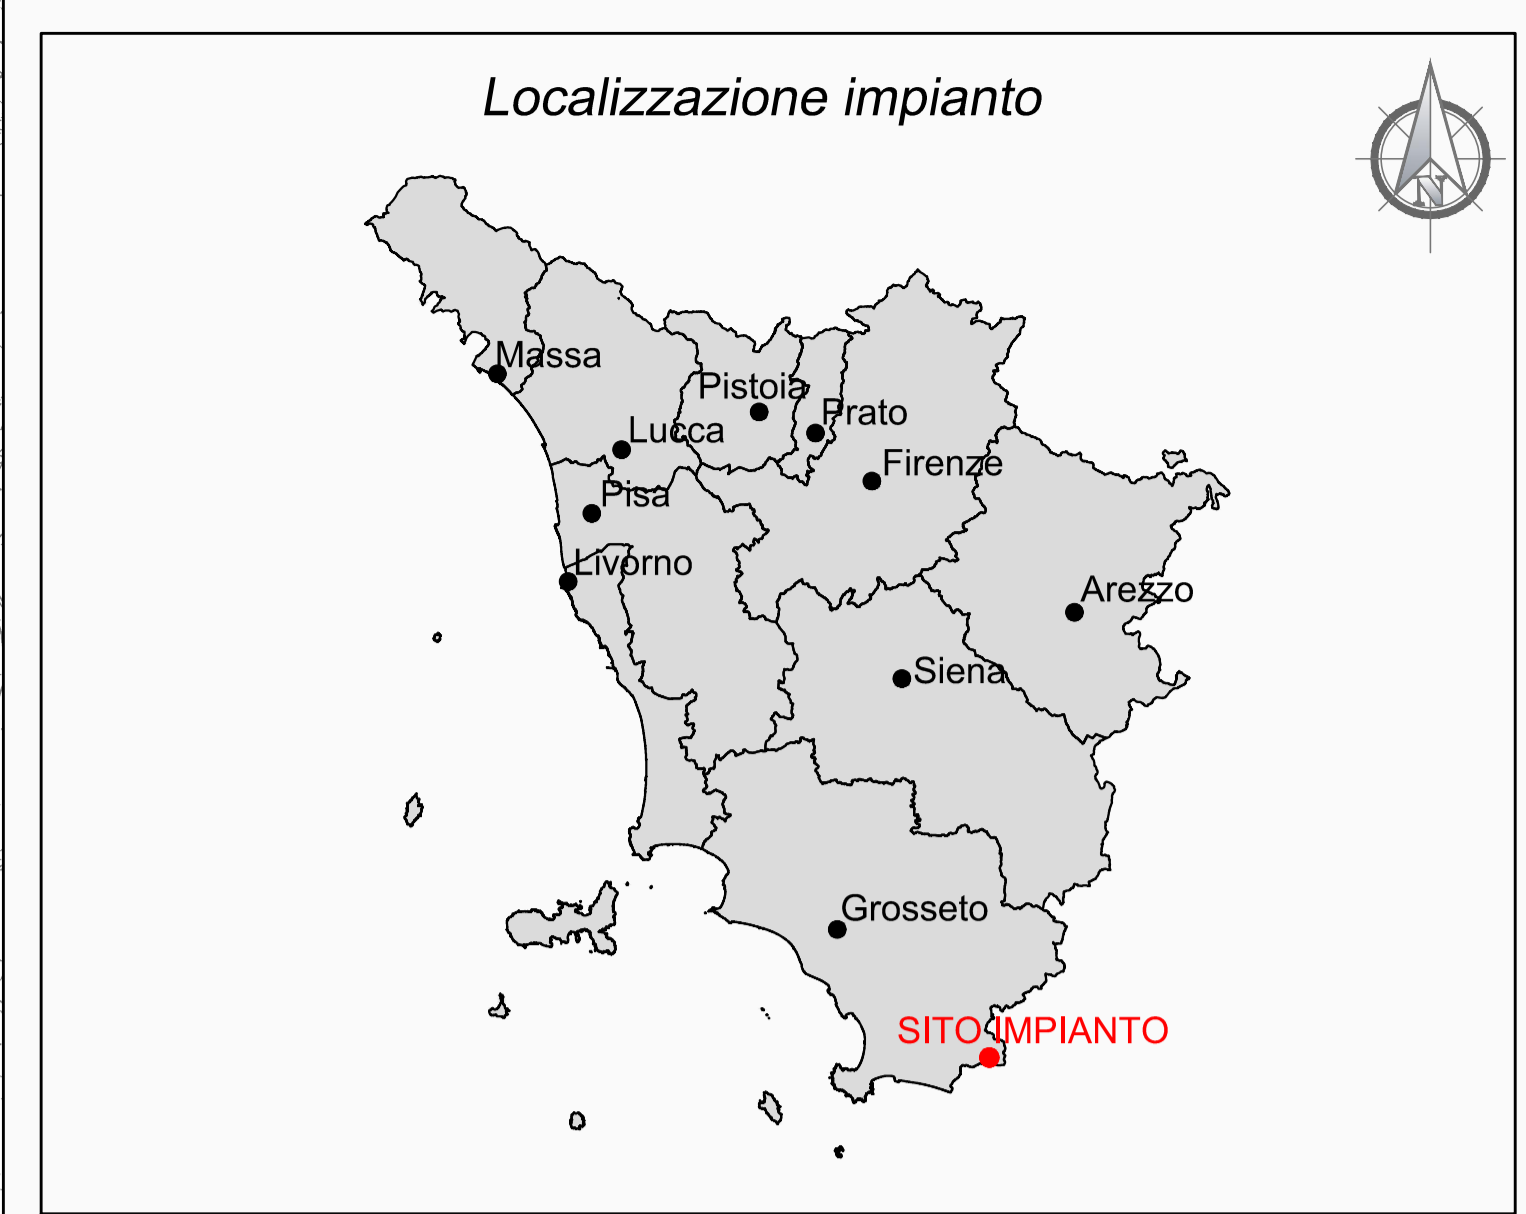 Localizzazione impianto
N
Massa
Pistoia
Prato
Lucca
Firenze
Pisa
Livorno
Arezzo
Siena
Grosseto
SITO IMPIANTO